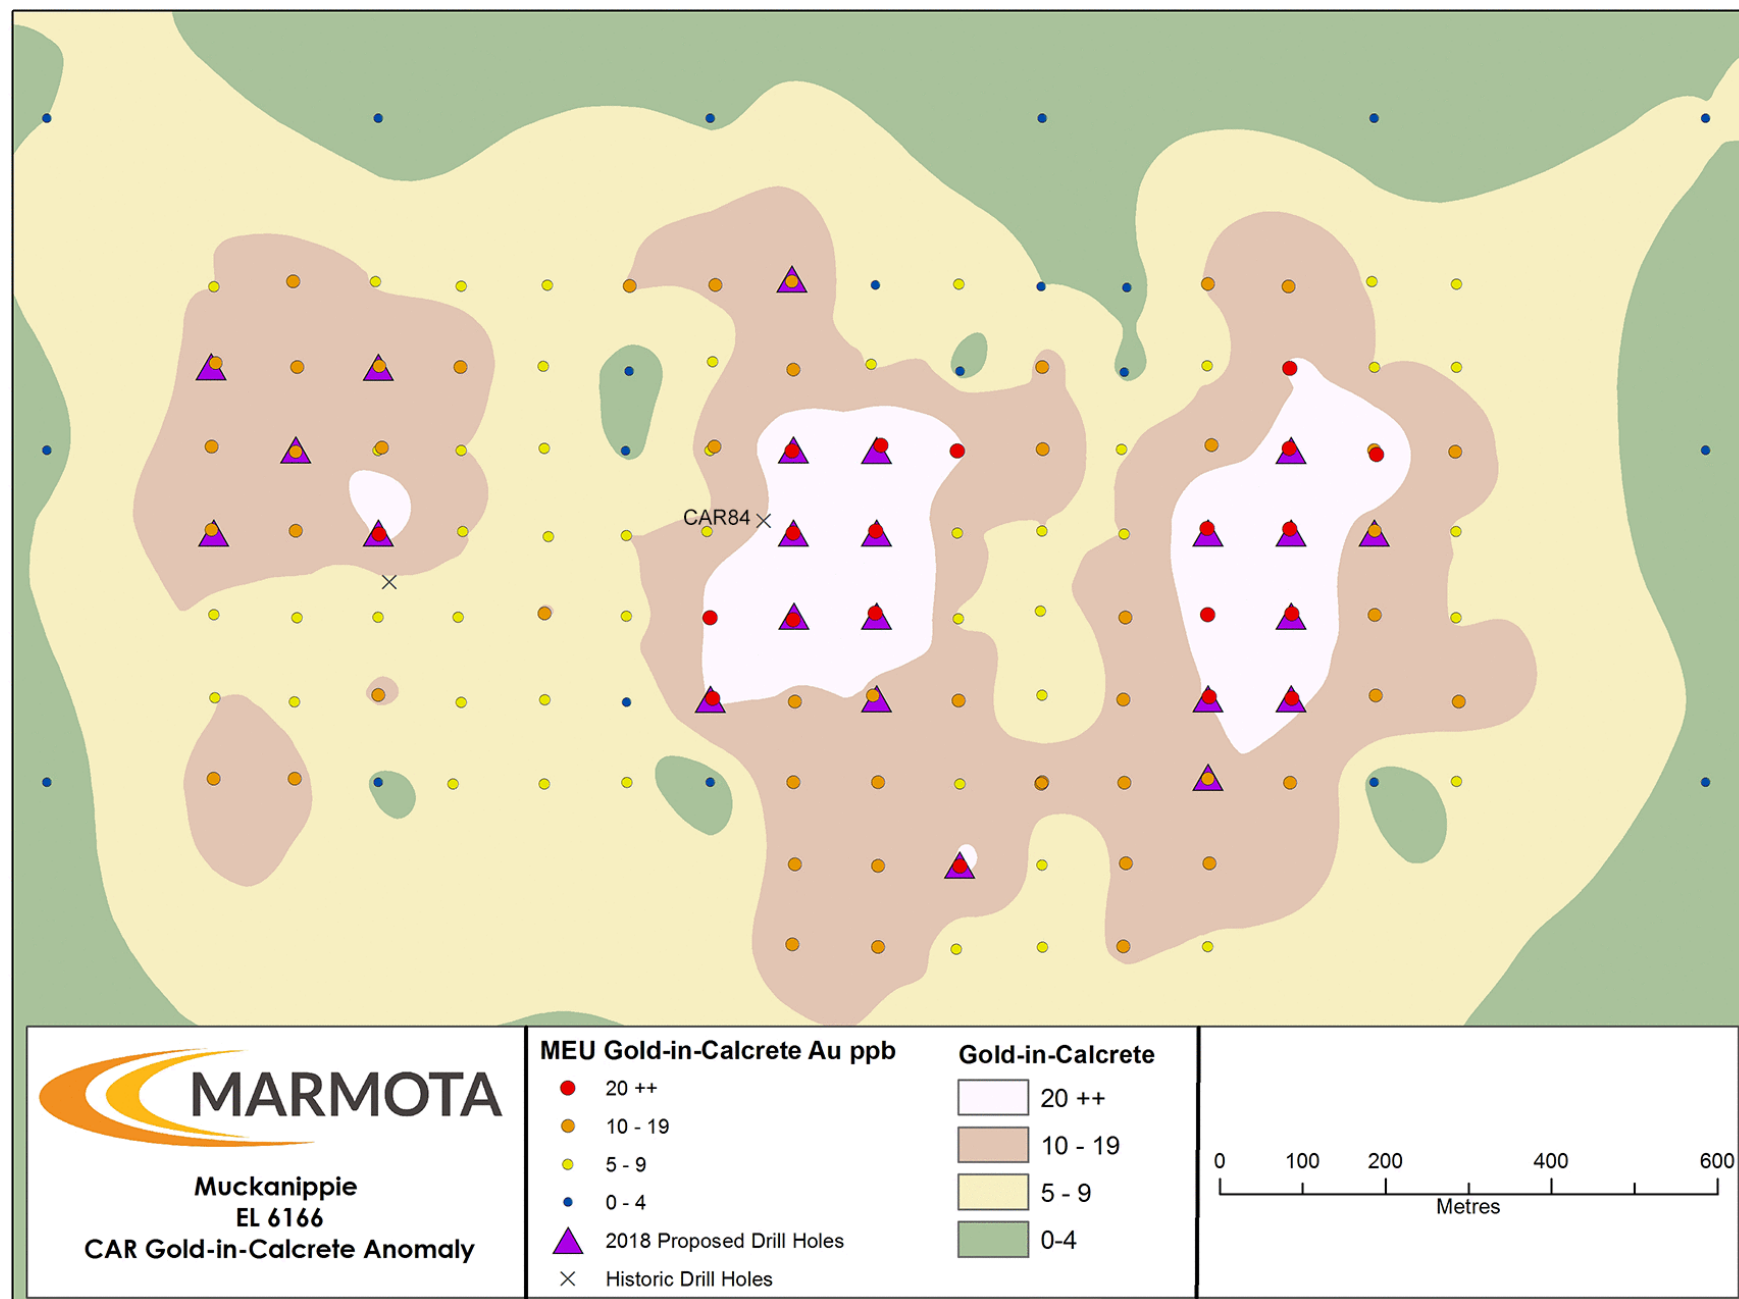 CAR84
MARMOTA
Muckanippie
EL 6166
CAR Gold-in-Calcrete Anomaly
MEU Gold-in-Calcrete Au ppb
20 ++
10 - 19
5 - 9
0 - 4
2018 Proposed Drill Holes
Historic Drill Holes
Gold-in-Calcrete
20 ++
10 - 19
5 - 9
0-4
0 100 200 400 600
Metres